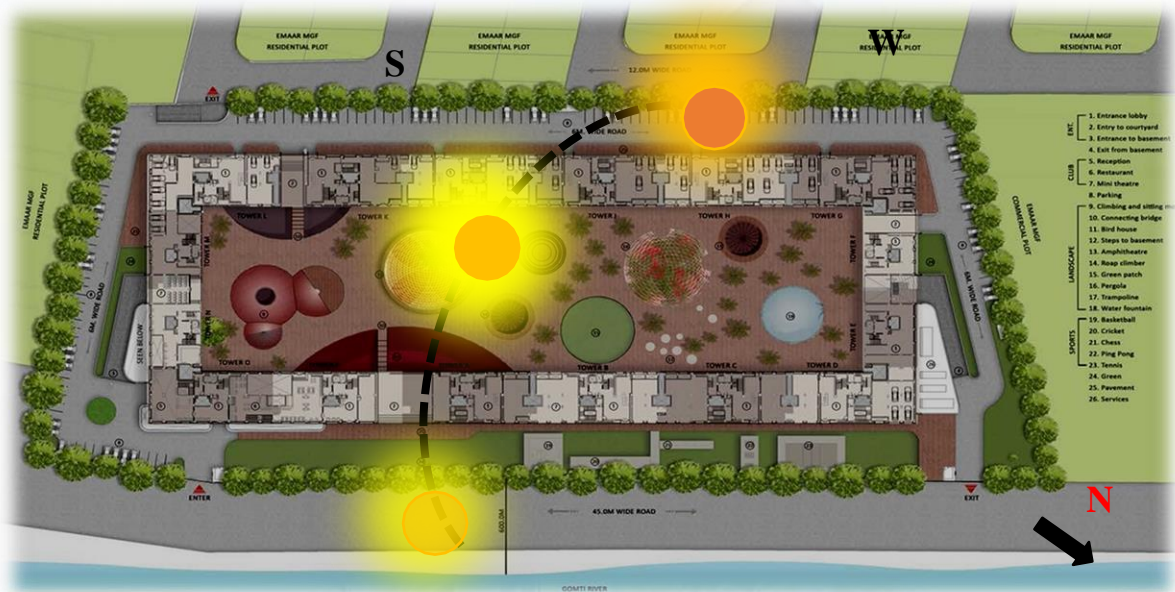 EMAAR MGF
RESIDENTIAL PLOT
EMAAR MGF
RESIDENTIAL PLOT
EMAAR MGF
RESIDENTIAL PLOT
EMAAR MGF
RESIDENTIAL PLOT
EMAAR MGF
RESIDENTIAL PLOT
S
W
12.0M WIDE ROAD
EXIT
6M. WIDE ROAD
EMAAR MGF
RESIDENTIAL PLOT
6M. WIDE ROAD
SEEN BELOW
TOWER L
TOWER K
TOWER J
TOWER H
TOWER G
TOWER M
TOWER F
TOWER N
TOWER E
TOWER O
TOWER B
TOWER C
TOWER D
6M. WIDE ROAD
EMAAR MGF
COMMERCIAL PLOT
ENT.
1. Entrance lobby
2. Entry to courtyard
3. Entrance to basement
4. Exit from basement
CLUB
5. Reception
6. Restaurant
7. Mini theatre
8. Parking
LANDSCAPE
9. Climbing and sitting
10. Connecting bridge
11. Bird house
12. Steps to basement
13. Amphitheatre
14. Roap climber
15. Green patch
16. Pergola
17. Trampoline
18. Water fountain
SPORTS
19. Basketball
20. Cricket
21. Chess
22. Ping Pong
23. Tennis
24. Green
25. Pavement
26. Services
ENTER
EXIT
N
45.0M WIDE ROAD
600.0M
GOMTI RIVER